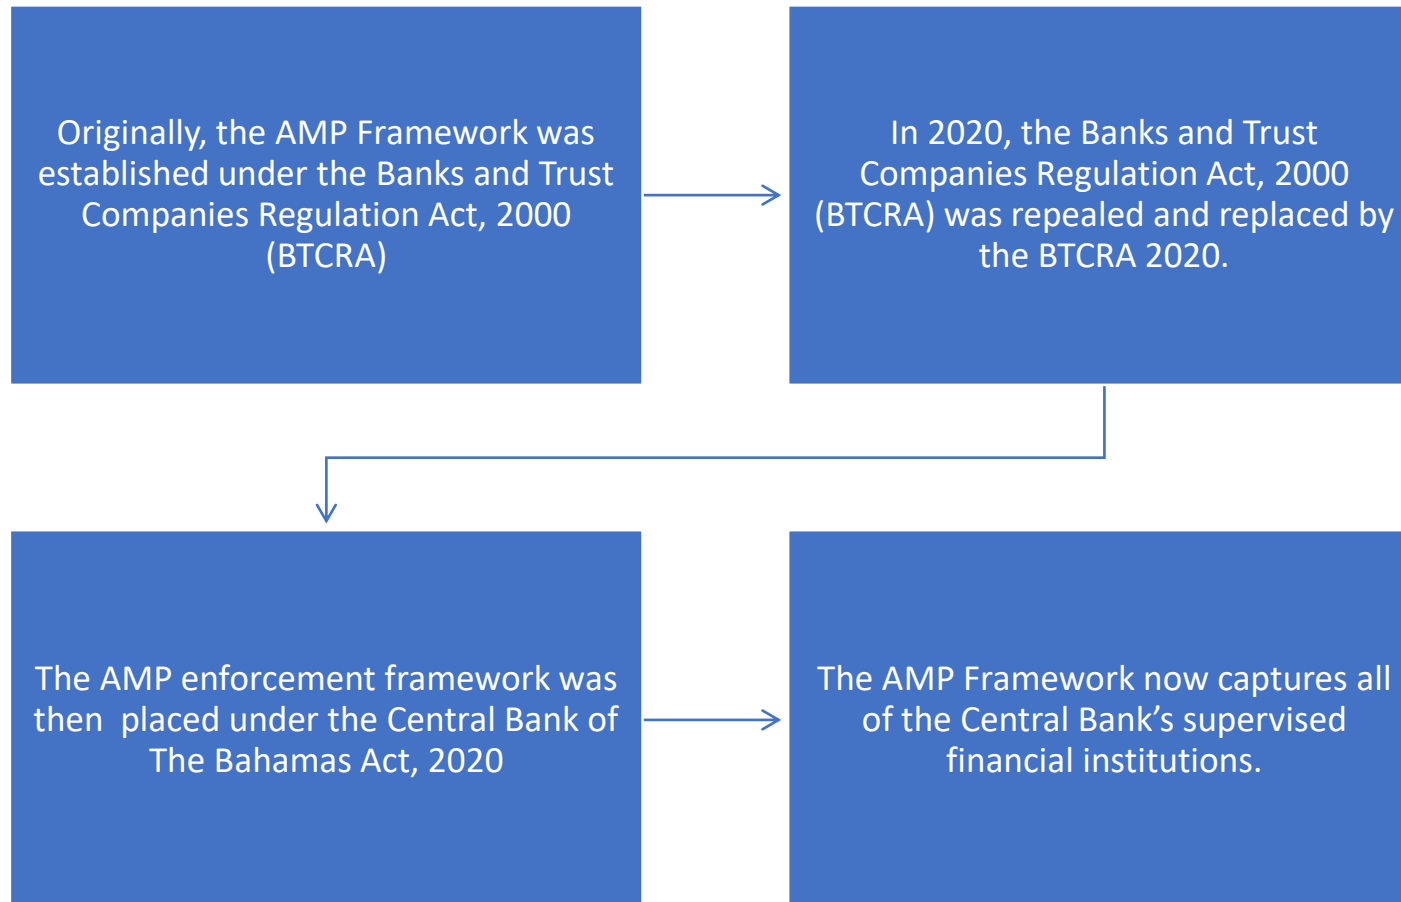 Originally, the AMP Framework was
established under the Banks and Trust
Companies Regulation Act, 2000
(BTCRA)
In 2020, the Banks and Trust
Companies Regulation Act, 2000
(BTCRA) was repealed and replaced by
the BTCRA 2020.
The AMP enforcement framework was
then  placed under the Central Bank of
The Bahamas Act, 2020
The AMP Framework now captures all
of the Central Bank’s supervised
financial institutions.